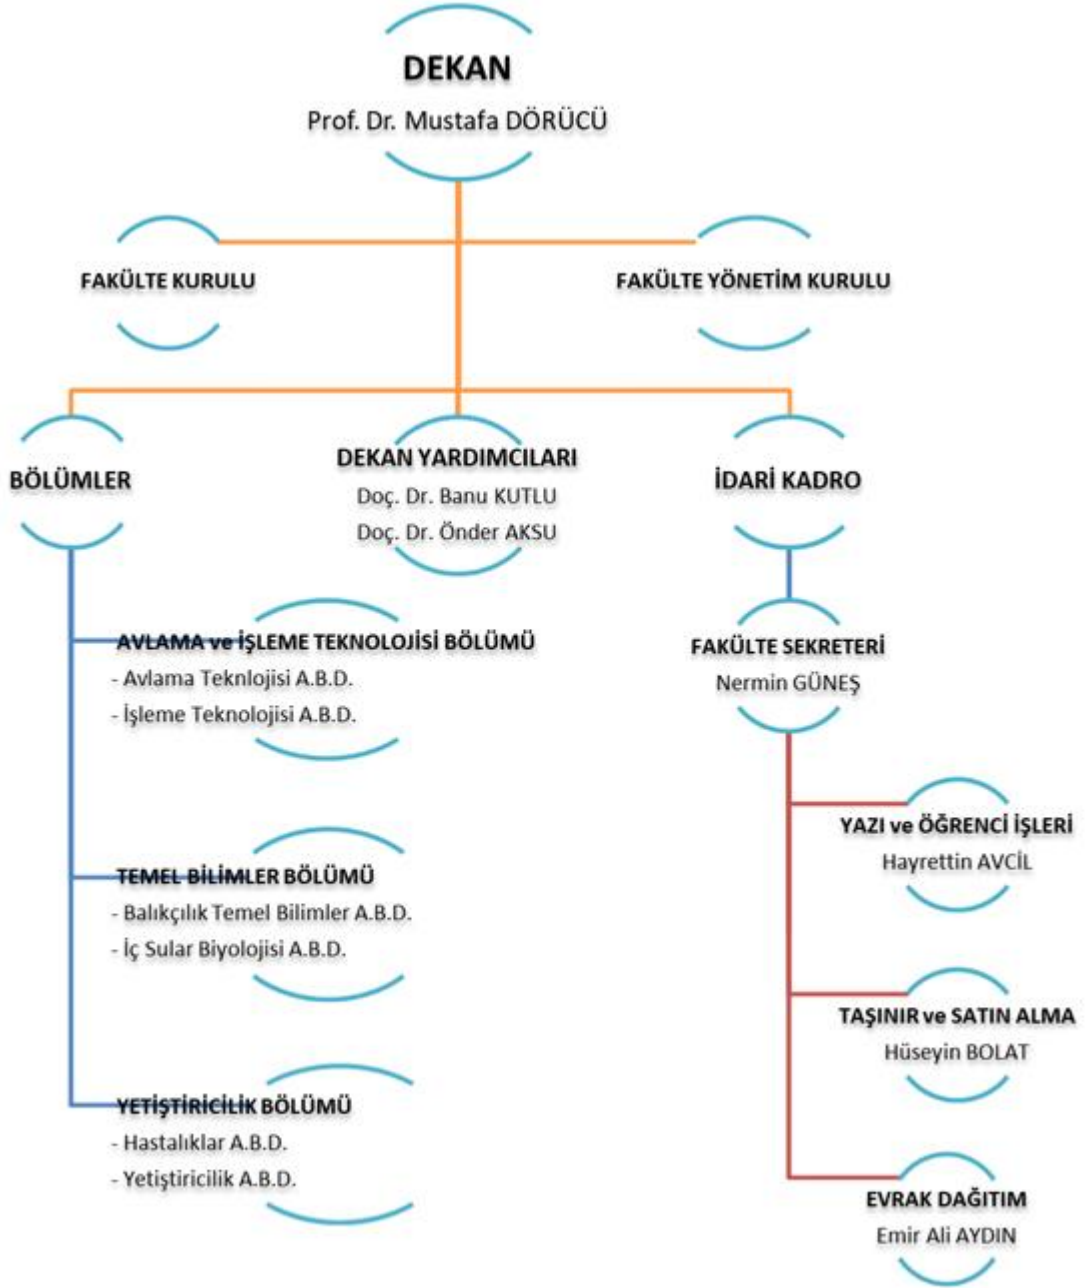 DEKAN
Prof. Dr. Mustafa DÖRÜCÜ
FAKÜLTE KURULU
FAKÜLTE YÖNETİM KURULU
BÖLÜMLER
DEKAN YARDIMCILARI
Doç. Dr. Banu KUTLU
Doç. Dr. Önder AKSU
İDARİ KADRO
AVLAMA ve İŞLEME TEKNOLOJİSİ BÖLÜMÜ
- Avlama Teknlojisi A.B.D.
- İşleme Teknolojisi A.B.D.
TEMEL BİLİMLER BÖLÜMÜ
- Balıkçılık Temel Bilimler A.B.D.
- İç Sular Biyolojisi A.B.D.
YETİŞTİRİCİLİK BÖLÜMÜ
- Hastalıklar A.B.D.
- Yetiştiricilik A.B.D.
FAKÜLTE SEKRETERİ
Nermin GÜNEŞ
YAZI ve ÖĞRENCİ İŞLERİ
Hayrettin AVCİL
TAŞINIR ve SATIN ALMA
Hüseyin BOLAT
EVRAK DAĞITIM
Emir Ali AYDIN